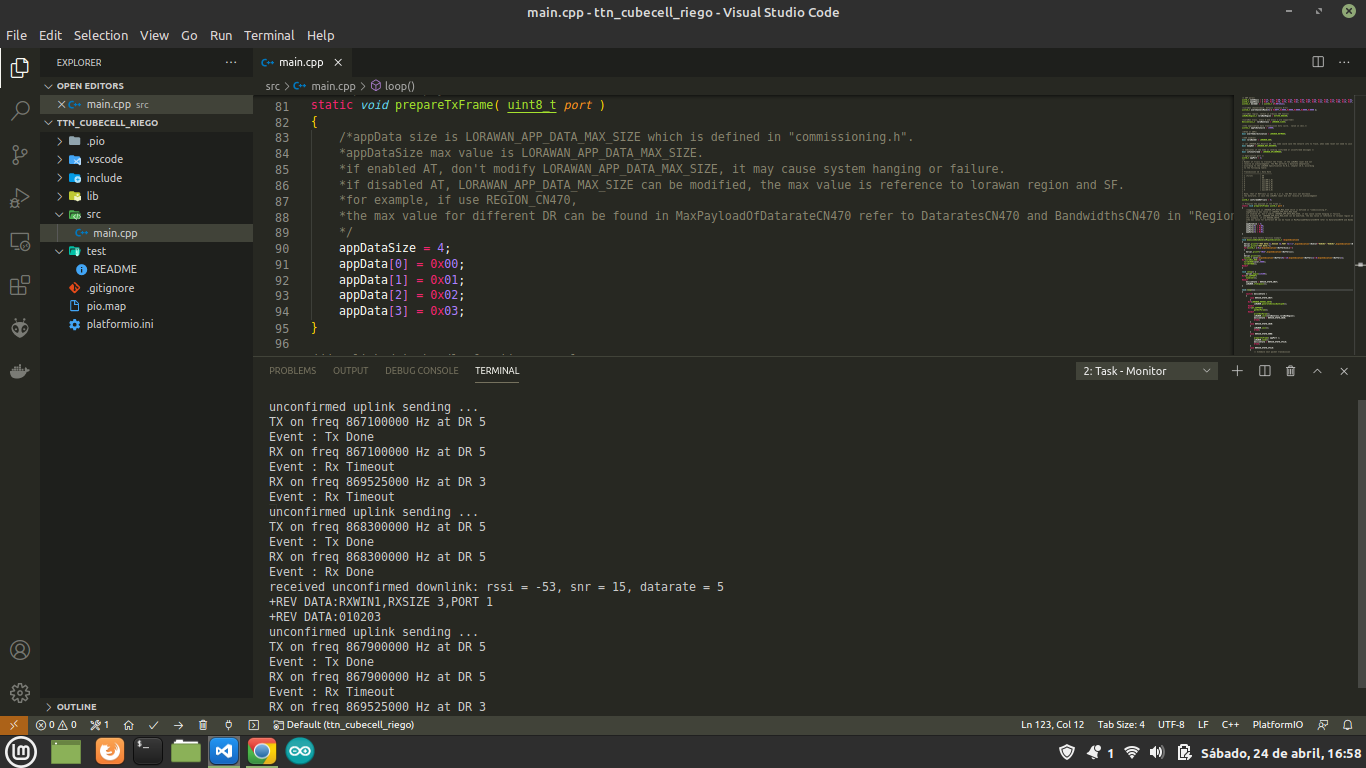 main.cpp - ttn_cubecell_riego - Visual Studio Code
File Edit Selection View Go Run Terminal Help
EXPLORER
OPEN EDITORS
main.cpp src
TTN_CUBECELL_RIEGO
.pio
.vscode
include
lib
src
main.cpp
test
README
.gitignore
pio.map
platformio.ini
OUTLINE
main.cpp
src > main.cpp > loop()
81 static void prepareTxFrame( uint8_t port )
82 {
83 /*appData size is LORAWAN_APP_DATA_MAX_SIZE which is defined in "commissioning.h".
84 *appDataSize max value is LORAWAN_APP_DATA_MAX_SIZE.
85 *if enabled AT, don't modify LORAWAN_APP_DATA_MAX_SIZE, it may cause system hanging or failure.
86 *if disabled AT, LORAWAN_APP_DATA_MAX_SIZE can be modified, the max value is reference to lorawan region and SF.
87 *for example, if use REGION_CN470,
88 *the max value for different DR can be found in MaxPayloadOfDatarateCN470 refer to DataratesCN470 and BandwidthsCN470 in "Region
89 */
90 appDataSize = 4;
91 appData[0] = 0x00;
92 appData[1] = 0x01;
93 appData[2] = 0x02;
94 appData[3] = 0x03;
95 }
96
PROBLEMS OUTPUT DEBUG CONSOLE TERMINAL
2: Task - Monitor
unconfirmed uplink sending ...
TX on freq 867100000 Hz at DR 5
Event : Tx Done
RX on freq 867100000 Hz at DR 5
Event : Rx Timeout
RX on freq 869525000 Hz at DR 3
Event : Rx Timeout
unconfirmed uplink sending ...
TX on freq 868300000 Hz at DR 5
Event : Tx Done
RX on freq 868300000 Hz at DR 5
Event : Rx Done
received unconfirmed downlink: rssi = -53, snr = 15, datarate = 5
+REV DATA:RXWIN1,RXSIZE 3,PORT 1
+REV DATA:010203
unconfirmed uplink sending ...
TX on freq 867900000 Hz at DR 5
Event : Tx Done
RX on freq 867900000 Hz at DR 5
Event : Rx Timeout
RX on freq 869525000 Hz at DR 3
0 0 1 Default (ttn_cubecell_riego) Ln 123, Col 12 Tab Size: 4 UTF-8 LF C++ PlatformIO
1 Sábado, 24 de abril, 16:58